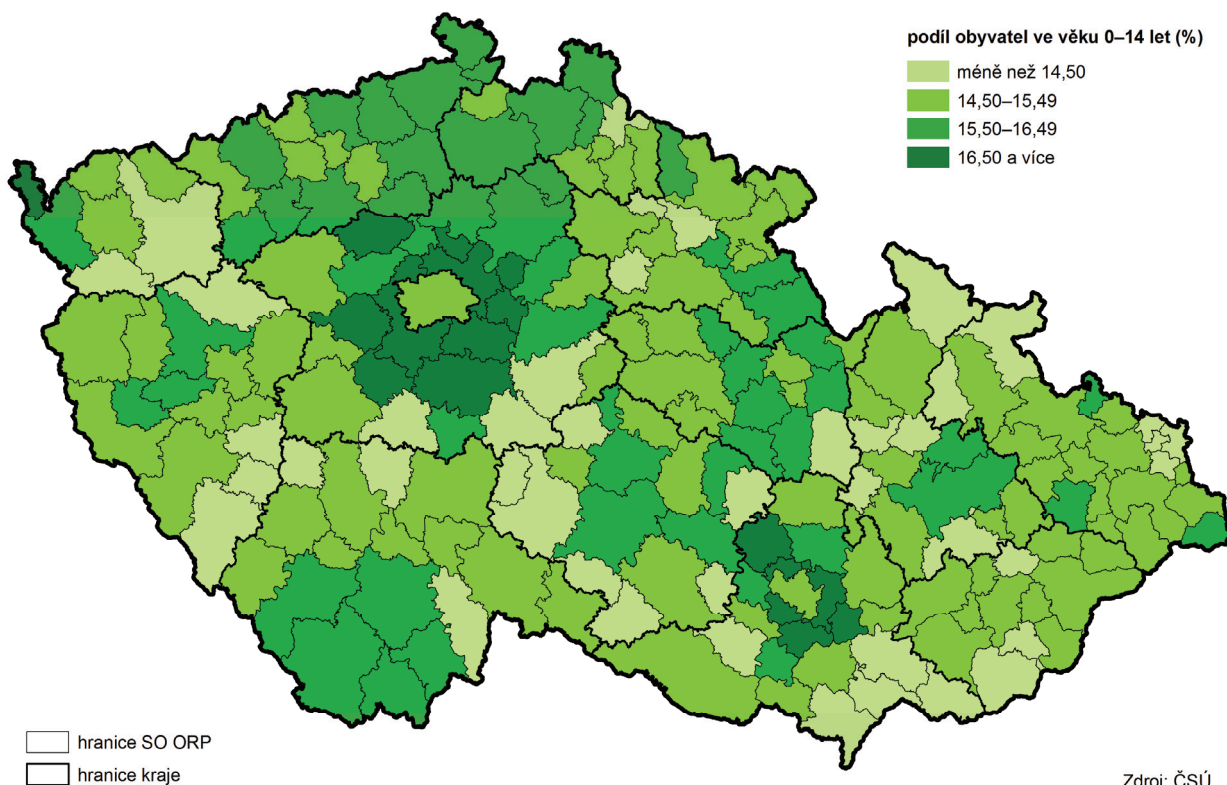 podíl obyvatel ve věku 0–14 let (%)
méně než 14,50
14,50–15,49
15,50–16,49
16,50 a více
hranice SO ORP
hranice kraje
Zdroj: ČSÚ